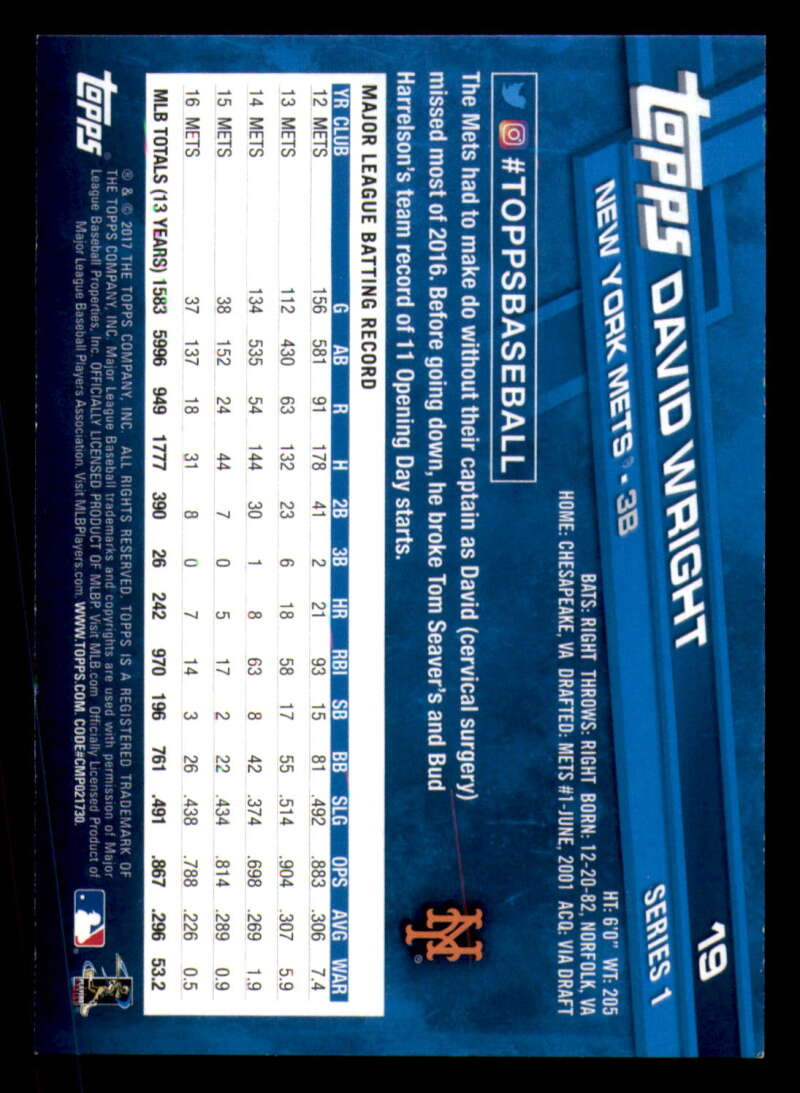 topps DAVID WRIGHT 19
NEW YORK METS® • 3B SERIES 1
HT: 6'0" WT: 205
BATS: RIGHT THROWS: RIGHT BORN: 12-20-82, NORFOLK, VA
HOME: CHESAPEAKE, VA DRAFTED: METS #1-JUNE, 2001 ACQ: VIA DRAFT
#TOPPSBASEBALL
The Mets had to make do without their captain as David (cervical surgery)
missed most of 2016. Before going down, he broke Tom Seaver's and Bud
Harrelson's team record of 11 Opening Day starts.
NY ®
MAJOR LEAGUE BATTING RECORD
YR CLUB G AB R H 2B 3B HR RBI SB BB SLG OPS AVG WAR
12 METS 156 581 91 178 41 2 21 93 15 81 .492 .883 .306 7.4
13 METS 112 430 63 132 23 6 18 58 17 55 .514 .904 .307 5.9
14 METS 134 535 54 144 30 1 8 63 8 42 .374 .698 .269 1.9
15 METS 38 152 24 44 7 0 5 17 2 22 .434 .814 .289 0.9
16 METS 37 137 18 31 8 0 7 14 3 26 .438 .788 .226 0.5
MLB TOTALS (13 YEARS) 1583 5996 949 1777 390 26 242 970 196 761 .491 .867 .296 53.2
topps®
® & © 2017 THE TOPPS COMPANY, INC. ALL RIGHTS RESERVED. TOPPS IS A REGISTERED TRADEMARK OF
THE TOPPS COMPANY, INC. Major League Baseball trademarks and copyrights are used with permission of Major
League Baseball Properties, Inc. OFFICIALLY LICENSED PRODUCT OF MLBP. Visit MLB.com. Officially Licensed Product of
Major League Baseball Players Association. Visit MLBPlayers.com. WWW.TOPPS.COM. CODE#CMP021730.